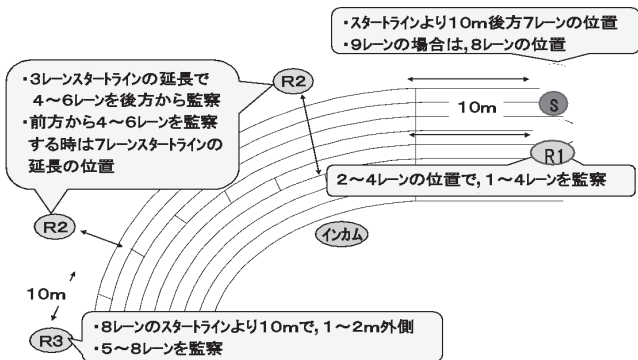 ・スタートラインより10m後方7レーンの位置
・9レーンの場合は,8レーンの位置
・3レーンスタートラインの延長で
4～6レーンを後方から監察
・前方から4～6レーンを監察
する時は7レーンスタートラインの
延長の位置
R2
10m
S
R1
2～4レーンの位置で,1～4レーンを監察
R2
インカム
10m
R3
・8レーンのスタートラインより10mで,1～2m外側
・5～8レーンを監察